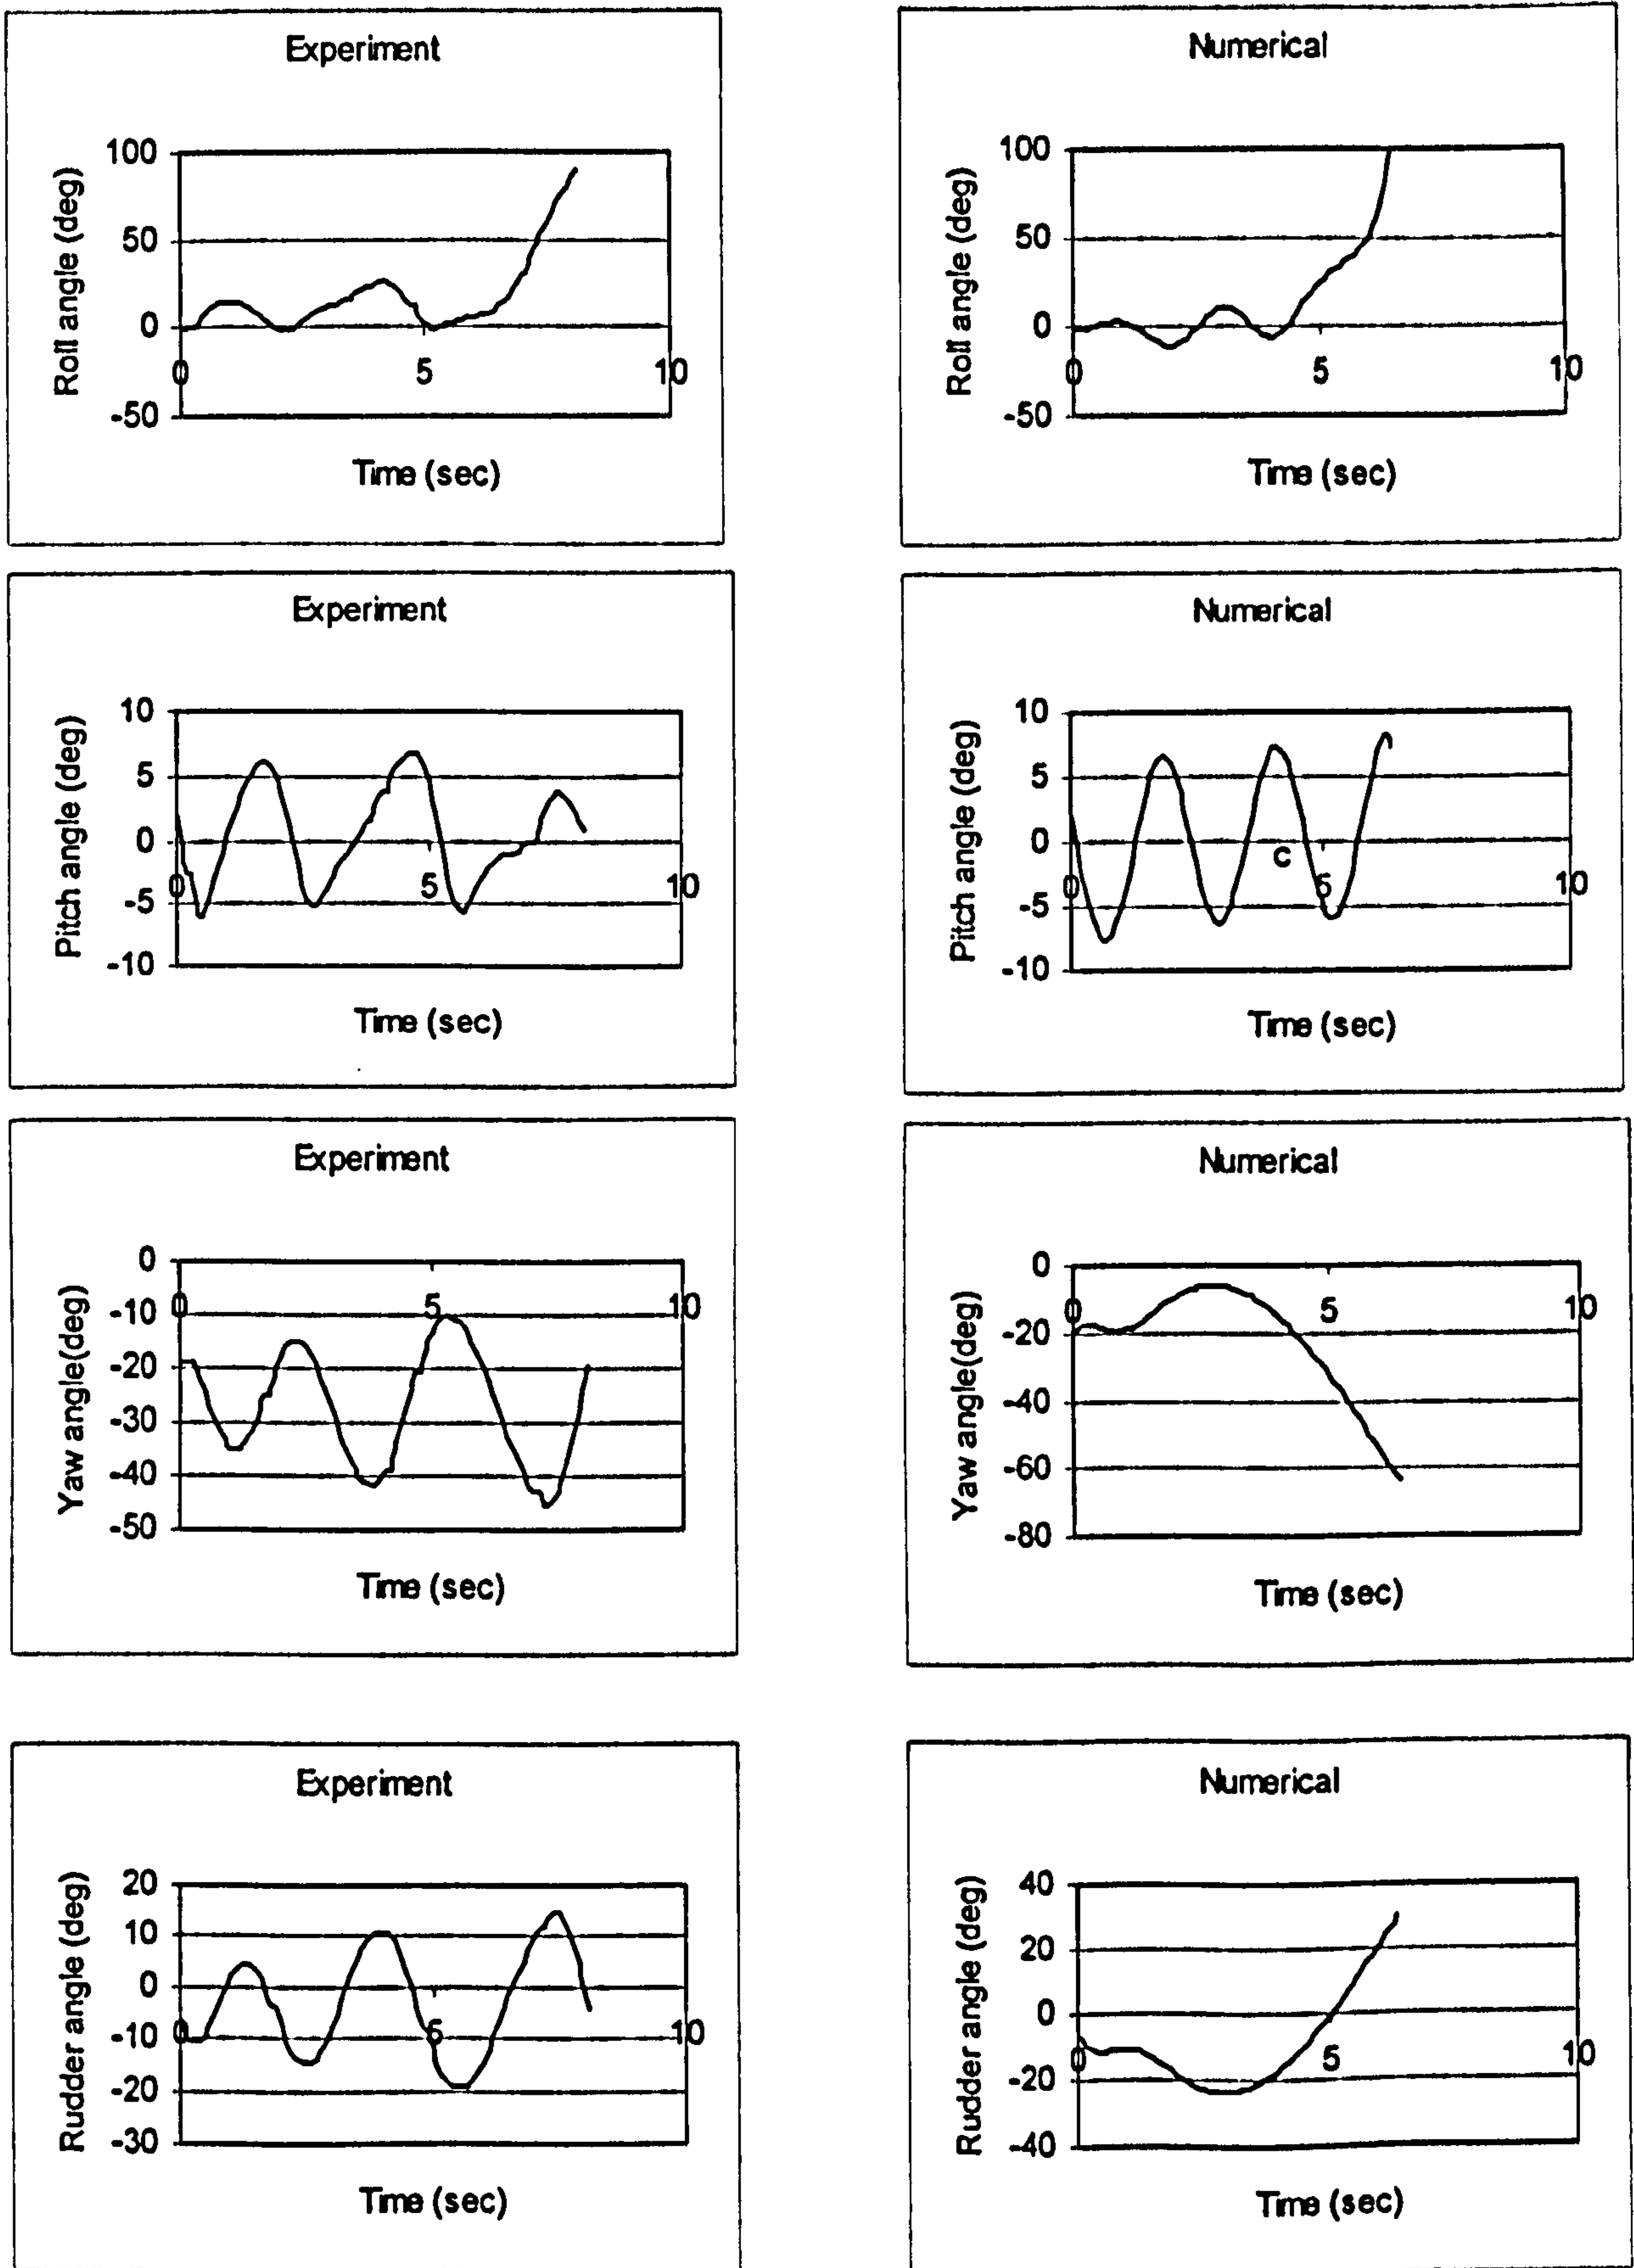 Experiment
Roll angle (deg)
100
50
0
-50
0
5
10
Time (sec)
Numerical
Roll angle (deg)
100
50
0
-50
0
5
10
Time (sec)
Experiment
Pitch angle (deg)
10
5
0
-5
-10
0
5
10
Time (sec)
Numerical
Pitch angle (deg)
10
5
0
-5
-10
0
5
10
c
Time (sec)
Experiment
Yaw angle(deg)
0
-10
-20
-30
-40
-50
0
5
10
Time (sec)
Numerical
Yaw angle(deg)
0
-20
-40
-60
-80
0
5
10
Time (sec)
Experiment
Rudder angle (deg)
20
10
0
-10
-20
-30
0
5
10
Time (sec)
Numerical
Rudder angle (deg)
40
20
0
-20
-40
0
5
10
Time (sec)